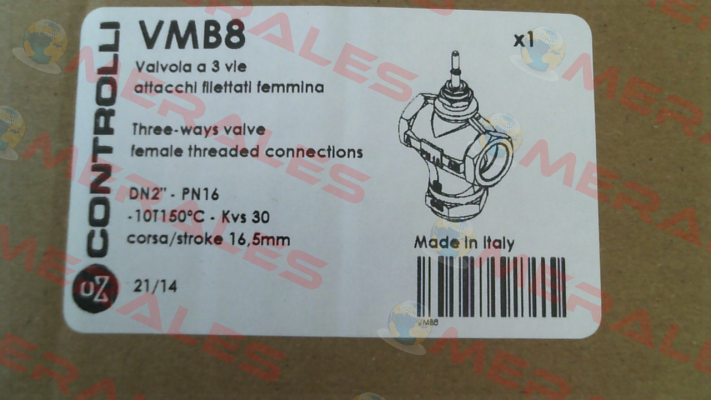 CONTROLLI
VMB8
x1
Valvola a 3 vie
attacchi filettati femmina
Three-ways valve
female threaded connections
DN2" - PN16
-10T150°C - Kvs 30
corsa/stroke 16,5mm
21/14
Made in Italy
VMB8
MERALES
MERALES
MERALES
MERALES